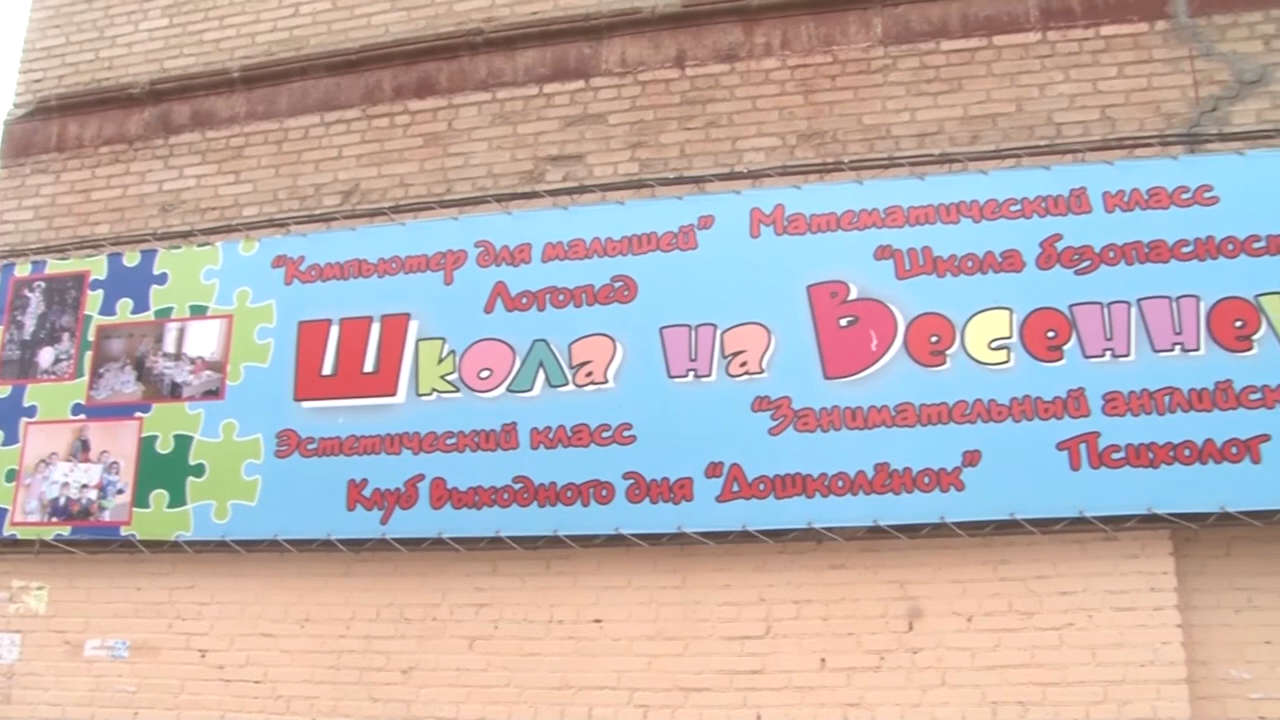 "Компьютер для малышей" Математический класс
Логопед "Школа безопаснос
Школа на Весенне
Эстетический класс "Занимательный английск
Клуб выходного дня "Дошколёнок" Психолог